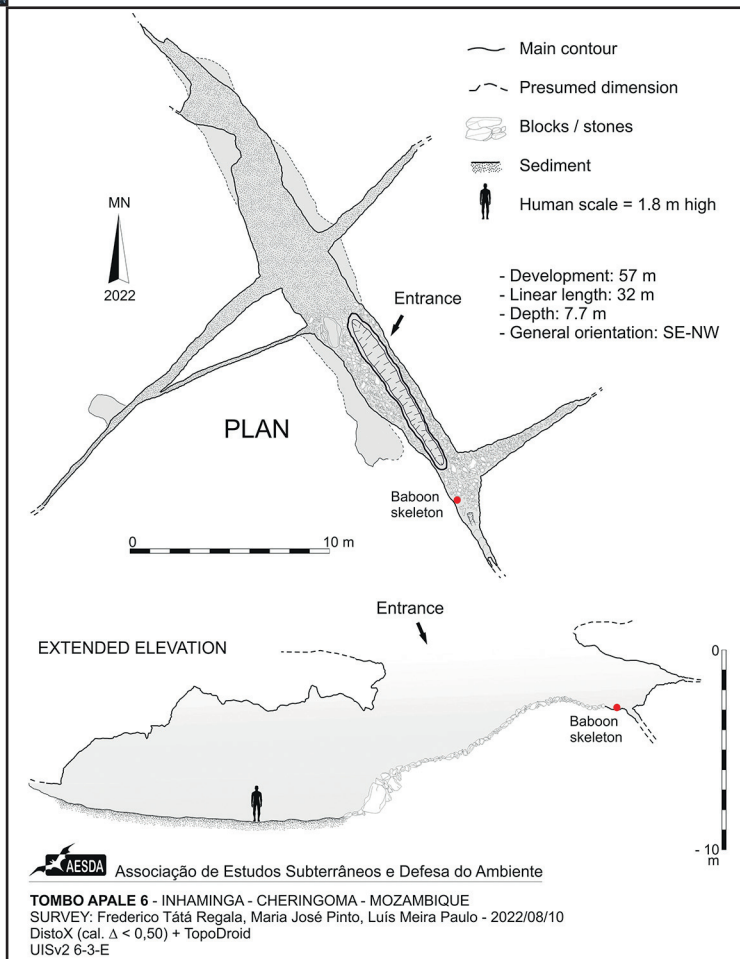 Main contour
Presumed dimension
Blocks / stones
Sediment
Human scale = 1.8 m high
MN
2022
- Development: 57 m
- Linear length: 32 m
- Depth: 7.7 m
- General orientation: SE-NW
Entrance
PLAN
Baboon
skeleton
0
10 m
Entrance
EXTENDED ELEVATION
0
Baboon
skeleton
- 10
m
AESDA
Associação de Estudos Subterrâneos e Defesa do Ambiente
TOMBO APALE 6 - INHAMINGA - CHERINGOMA - MOZAMBIQUE
SURVEY: Frederico Tátá Regala, Maria José Pinto, Luís Meira Paulo - 2022/08/10
DistoX (cal. Δ < 0,50) + TopoDroid
UISv2 6-3-E